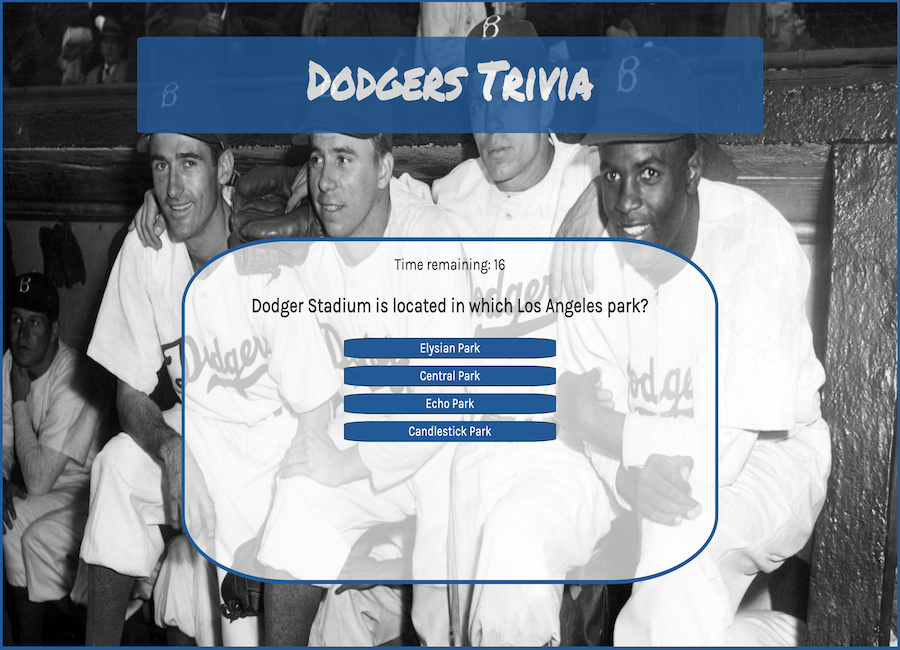 B
B
B
Dodgers Trivia
B
Time remaining: 16
Dodger Stadium is located in which Los Angeles park?
Elysian Park
Central Park
Echo Park
Candlestick Park
Dodgers